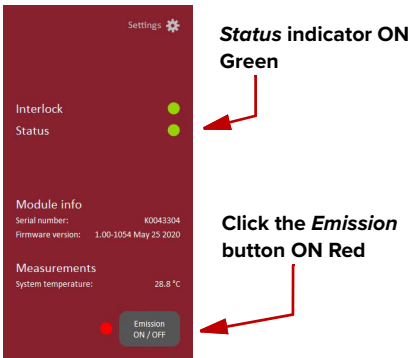 Settings
Status indicator ON
Green
Interlock
Status
Module info
Serial number: K0043304
Firmware version: 1.00-1054 May 25 2020
Click the Emission
button ON Red
Measurements
System temperature: 28.8 °C
Emission
ON / OFF